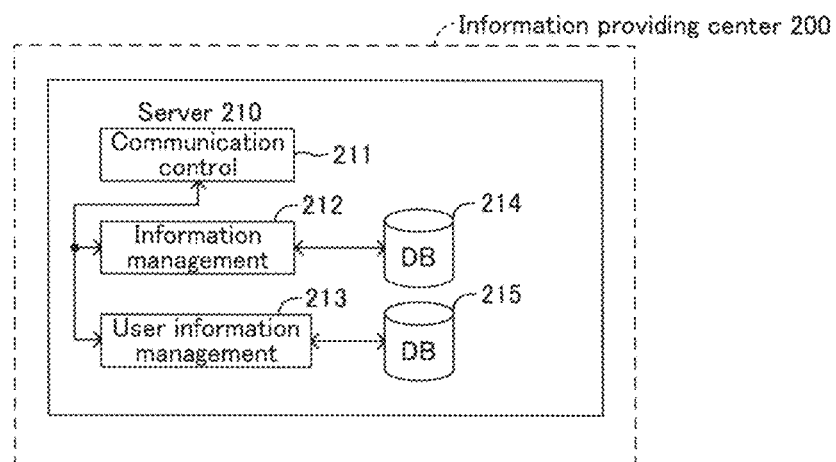 Information providing center 200
Server 210
Communication
control
211
212
214
Information
management
DB
213
215
User information
management
DB